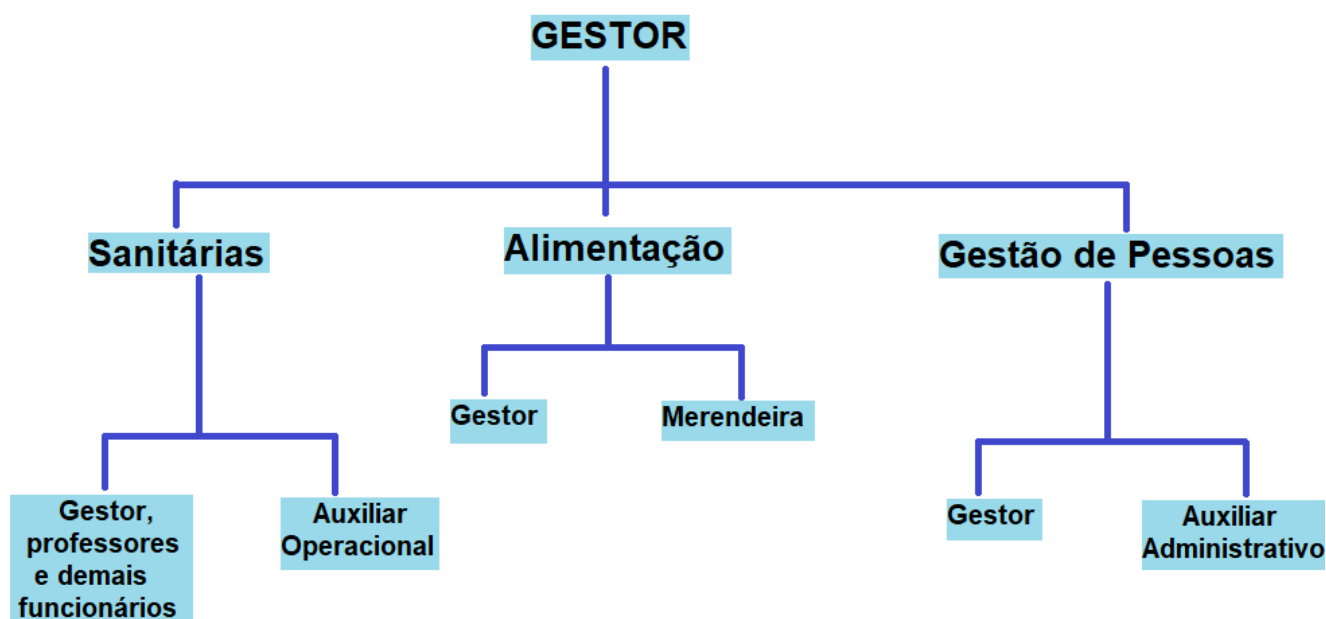 GESTOR
Sanitárias
Alimentação
Gestão de Pessoas
Gestor
Merendeira
Gestor,
professores
e demais
funcionários
Auxiliar
Operacional
Gestor
Auxiliar
Administrativo